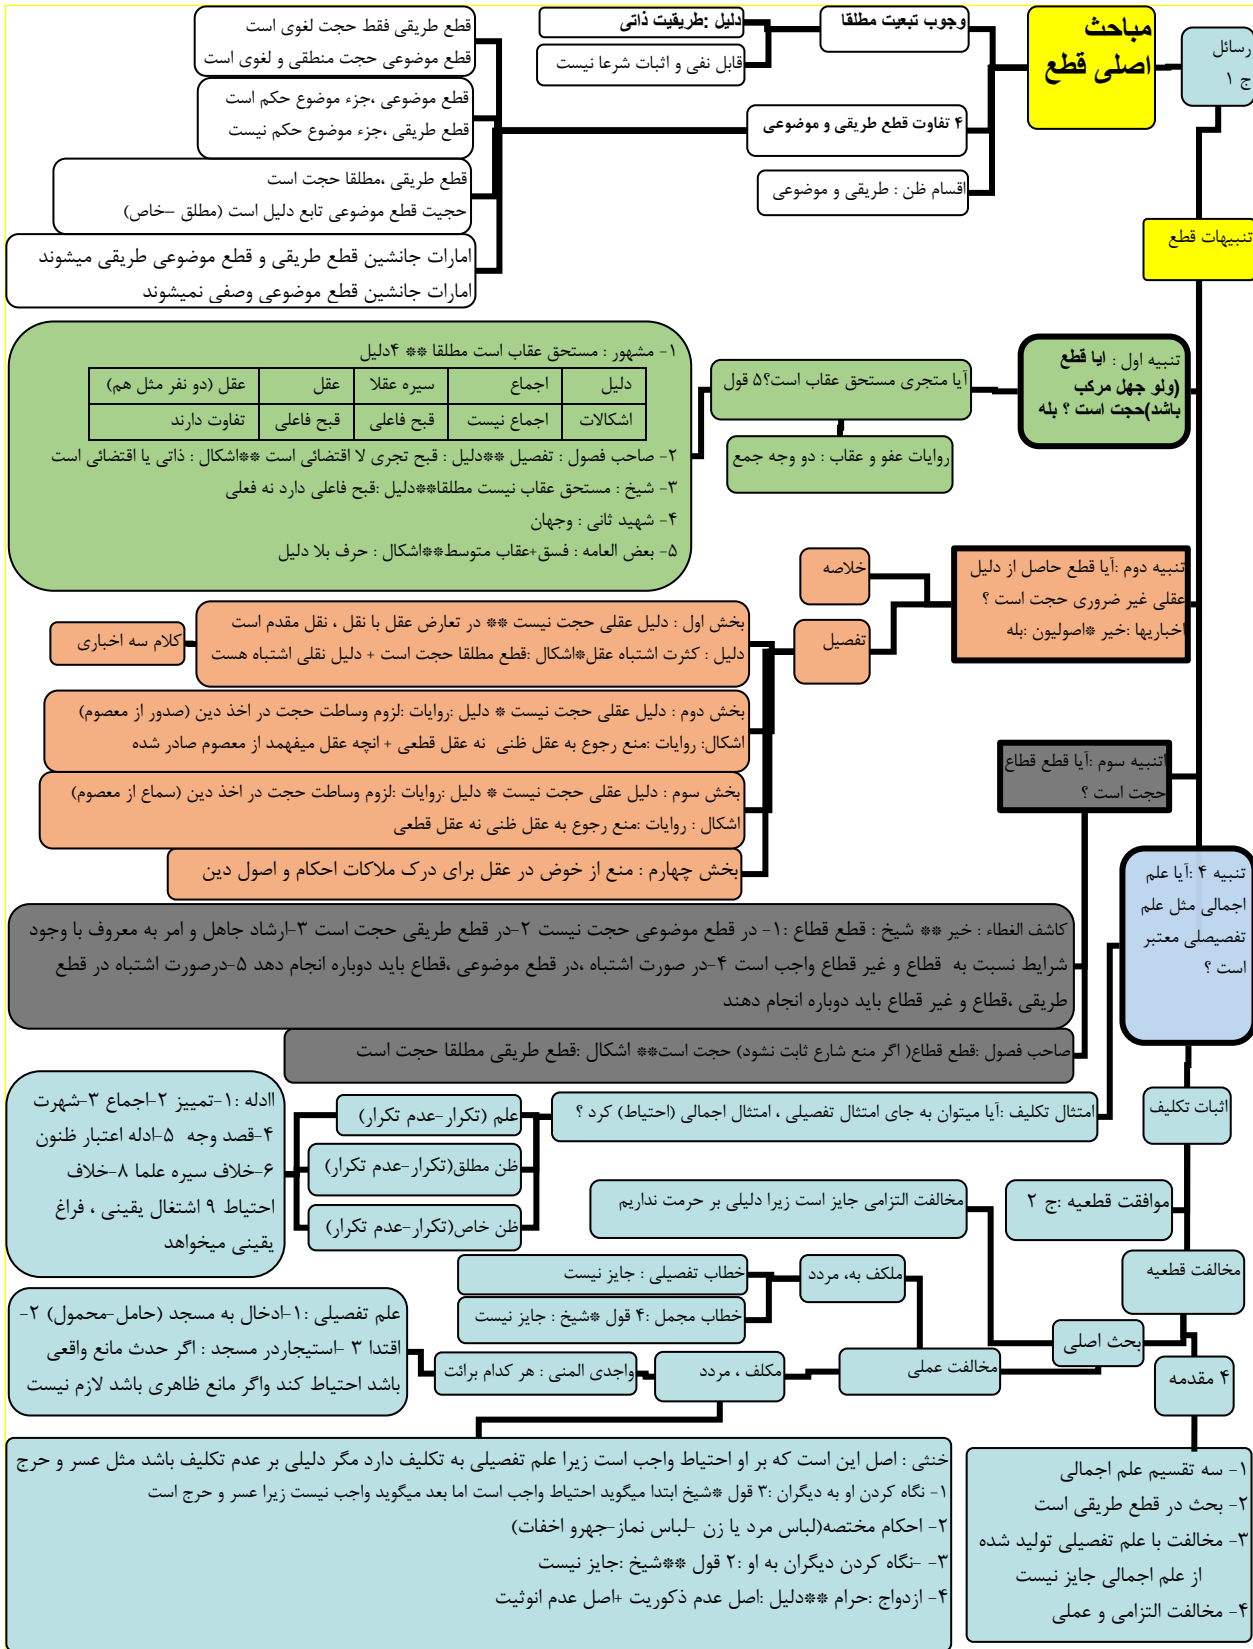 رسائل
ج ۱
مباحث
اصلی قطع
وجوب تبعیت مطلقا
دلیل :طریقیت ذاتی
قابل نفی و اثبات شرعا نیست
۴ تفاوت قطع طریقی و موضوعی
قطع طریقی فقط حجت لغوی است
قطع موضوعی حجت منطقی و لغوی است
قطع موضوعی ،جزء موضوع حکم است
قطع طریقی ،جزء موضوع حکم نیست
قطع طریقی ،مطلقا حجت است
حجیت قطع موضوعی تابع دلیل است (مطلق –خاص)
امارات جانشین قطع طریقی و قطع موضوعی طریقی میشوند
امارات جانشین قطع موضوعی وصفی نمیشوند
اقسام ظن : طریقی و موضوعی
تنبیهات قطع
تنبیه اول : ایا قطع
(ولو جهل مرکب
باشد)حجت است ؟ بله
آیا متجری مستحق عقاب است؟۵ قول
روایات عفو و عقاب : دو وجه جمع
۱- مشهور : مستحق عقاب است مطلقا ** ۴دلیل
دلیل اجماع سیره عقلا عقل عقل (دو نفر مثل هم)
اشکالات اجماع نیست قبح فاعلی قبح فاعلی تفاوت دارند
۲- صاحب فصول : تفصیل **دلیل : قبح تجری لا اقتضائی است **اشکال : ذاتی یا اقتضائی است
۳- شیخ : مستحق عقاب نیست مطلقا**دلیل :قبح فاعلی دارد نه فعلی
۴- شهید ثانی : وجهان
۵- بعض العامه : فسق+عقاب متوسط**اشکال : حرف بلا دلیل
تنبیه دوم :آیا قطع حاصل از دلیل
عقلی غیر ضروری حجت است ؟
اخباریها :خیر *اصولیون :بله
خلاصه
تفصیل
بخش اول : دلیل عقلی حجت نیست ** در تعارض عقل با نقل ، نقل مقدم است
دلیل : کثرت اشتباه عقل*اشکال :قطع مطلقا حجت است + دلیل نقلی اشتباه هست
کلام سه اخباری
بخش دوم : دلیل عقلی حجت نیست * دلیل :روایات :لزوم وساطت حجت در اخذ دین (صدور از معصوم)
اشکال: روایات :منع رجوع به عقل ظنی نه عقل قطعی + انچه عقل میفهمد از معصوم صادر شده
بخش سوم : دلیل عقلی حجت نیست * دلیل :روایات :لزوم وساطت حجت در اخذ دین (سماع از معصوم)
اشکال : روایات :منع رجوع به عقل ظنی نه عقل قطعی
بخش چهارم : منع از خوض در عقل برای درک ملاکات احکام و اصول دین
اتنبیه سوم :آیا قطع قطاع
حجت است ؟
کاشف الغطاء : خیر ** شیخ : قطع قطاع :۱- در قطع موضوعی حجت نیست ۲-در قطع طریقی حجت است ۳-ارشاد جاهل و امر به معروف با وجود
شرایط نسبت به قطاع و غیر قطاع واجب است ۴-در صورت اشتباه ،در قطع موضوعی ،قطاع باید دوباره انجام دهد ۵-درصورت اشتباه در قطع
طریقی ،قطاع و غیر قطاع باید دوباره انجام دهند
صاحب فصول :قطع قطاع( اگر منع شارع ثابت نشود) حجت است** اشکال :قطع طریقی مطلقا حجت است
تنبیه ۴ :آیا علم
اجمالی مثل علم
تفصیصلی معتبر
است ؟
امتثال تکلیف :آیا میتوان به جای امتثال تفصیلی ، امتثال اجمالی (احتیاط) کرد ؟
علم (تکرار-عدم تکرار)
ظن مطلق(تکرار-عدم تکرار)
ظن خاص(تکرار-عدم تکرار)
اادله :۱-تمییز ۲-اجماع ۳-شهرت
۴-قصد وجه ۵-ادله اعتبار ظنون
۶-خلاف سیره علما ۸-خلاف
احتیاط ۹ اشتغال یقینی ، فراغ
یقینی میخواهد
اثبات تکلیف
موافقت قطعیه :ج ۲
مخالفت قطعیه
بحث اصلی
۴ مقدمه
مخالفت التزامی جایز است زیرا دلیلی بر حرمت نداریم
مخالفت عملی
ملکف به، مردد
خطاب تفصیلی : جایز نیست
خطاب مجمل :۴ قول *شیخ : جایز نیست
مکلف ، مردد
واجدی المنی : هر کدام برائت
علم تفصیلی :۱-ادخال به مسجد (حامل-محمول) ۲-
اقتدا ۳ -استیجاردر مسجد : اگر حدث مانع واقعی
باشد احتیاط کند واگر مانع ظاهری باشد لازم نیست
خنثی : اصل این است که بر او احتیاط واجب است زیرا علم تفصیلی به تکلیف دارد مگر دلیلی بر عدم تکلیف باشد مثل عسر و حرج
۱- نگاه کردن او به دیگران :۳ قول *شیخ ابتدا میگوید احتیاط واجب است اما بعد میگوید واجب نیست زیرا عسر و حرج است
۲- احکام مختصه(لباس مرد یا زن -لباس نماز-جهرو اخفات)
۳- -نگاه کردن دیگران به او :۲ قول **شیخ :جایز نیست
۴- ازدواج :حرام **دلیل :اصل عدم ذکوریت +اصل عدم انوثیت
۱- سه تقسیم علم اجمالی
۲- بحث در قطع طریقی است
۳- مخالفت با علم تفصیلی تولید شده
از علم اجمالی جایز نیست
۴- مخالفت التزامی و عملی